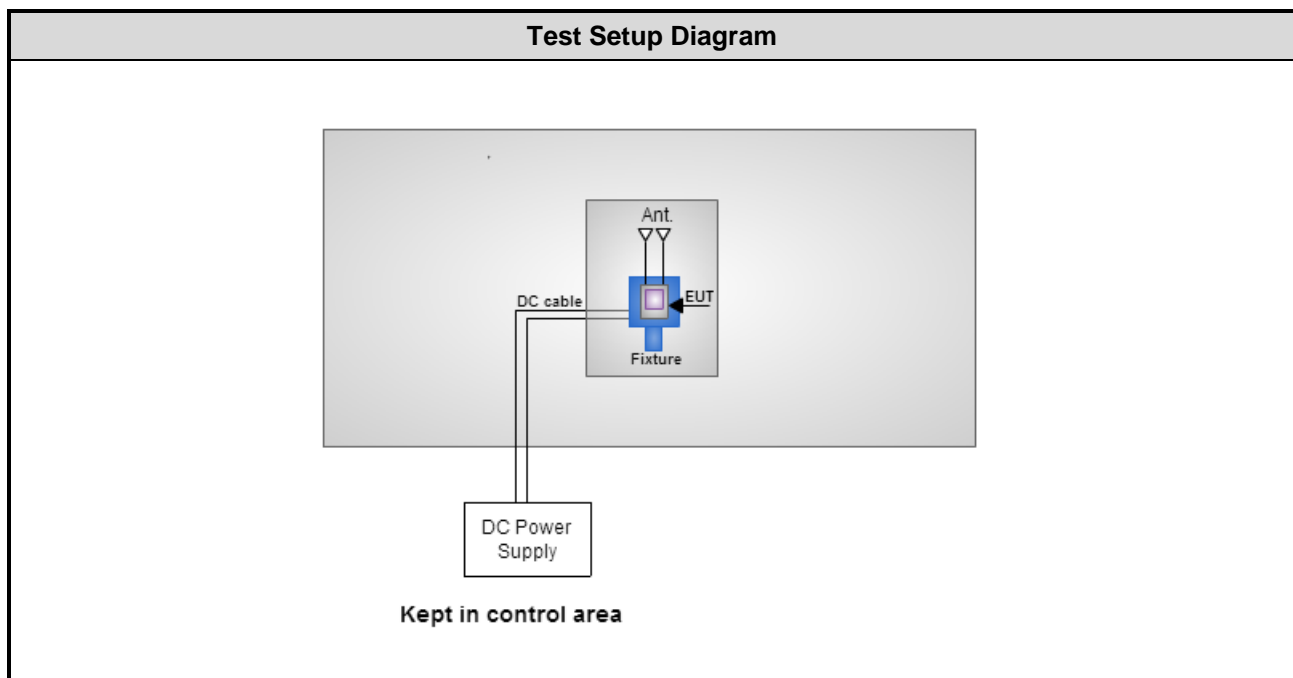 Test Setup Diagram
Ant.
DC cable
EUT
Fixture
DC Power
Supply
Kept in control area